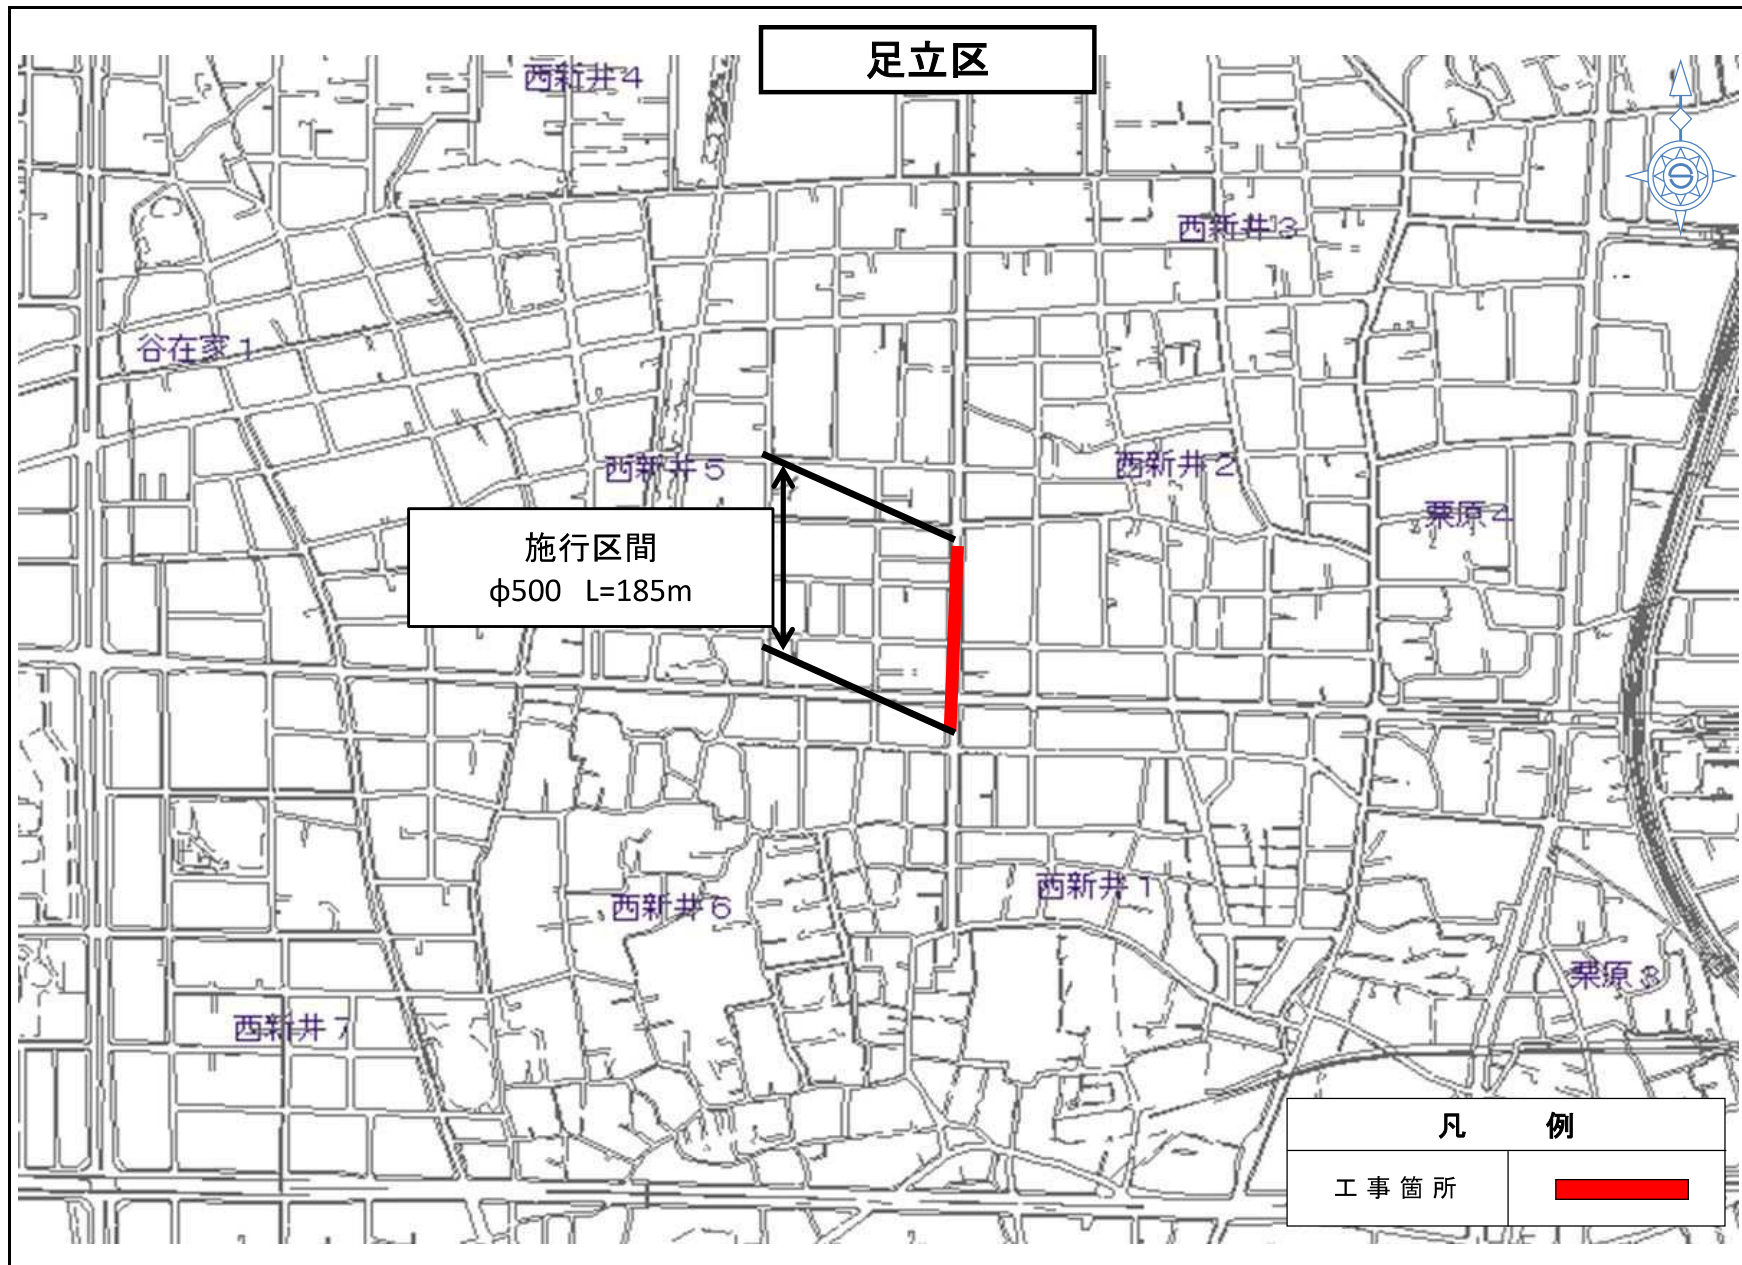 足立区
西新井4
西新井3
谷在家1
西新井5
西新井2
栗原4
施行区間
φ500 L=185m
西新井6
西新井1
栗原3
西新井7
凡 例
工事箇所